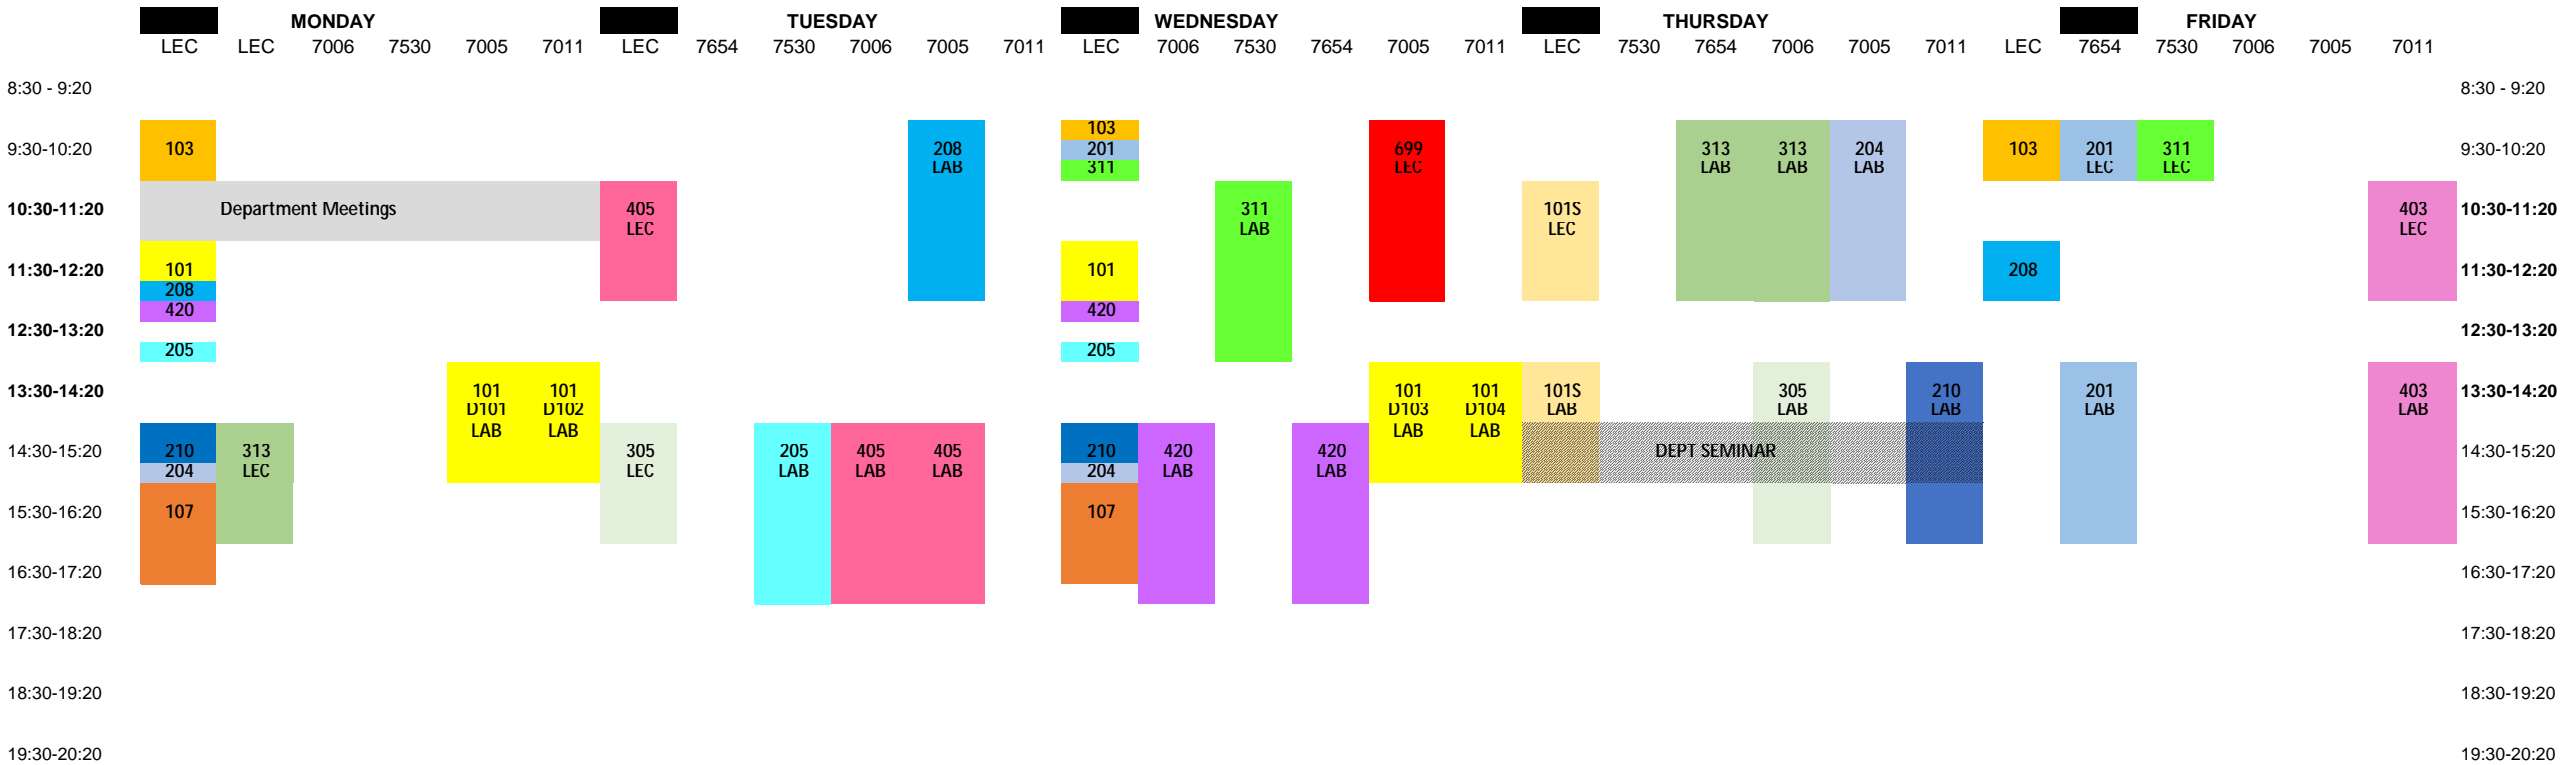 MONDAY TUESDAY WEDNESDAY THURSDAY FRIDAY
LEC LEC 7006 7530 7005 7011 LEC 7654 7530 7006 7005 7011 LEC 7006 7530 7654 7005 7011 LEC 7530 7654 7006 7005 7011 LEC 7654 7530 7006 7005 7011
8:30 - 9:20 8:30 - 9:20
103
9:30-10:20 103 208 201 699 313 313 204 103 201 311 9:30-10:20
LAB 311 LEC LAB LAB LAB LEC LEC
10:30-11:20 Department Meetings 405 311 101S 403 10:30-11:20
LEC LAB LEC LEC
11:30-12:20 101 101 208 11:30-12:20
208
420 420
12:30-13:20 12:30-13:20
205 205
13:30-14:20 101 101 101 101 101S 305 210 201 403 13:30-14:20
D101 D102 D103 D104 LAB LAB LAB LAB LAB
LAB LAB LAB LAB
14:30-15:20 210 313 305 205 405 405 210 420 420 DEPT SEMINAR 14:30-15:20
204 LEC LEC LAB LAB LAB 204 LAB LAB
15:30-16:20 107 107 15:30-16:20
16:30-17:20 16:30-17:20
17:30-18:20 17:30-18:20
18:30-19:20 18:30-19:20
19:30-20:20 19:30-20:20